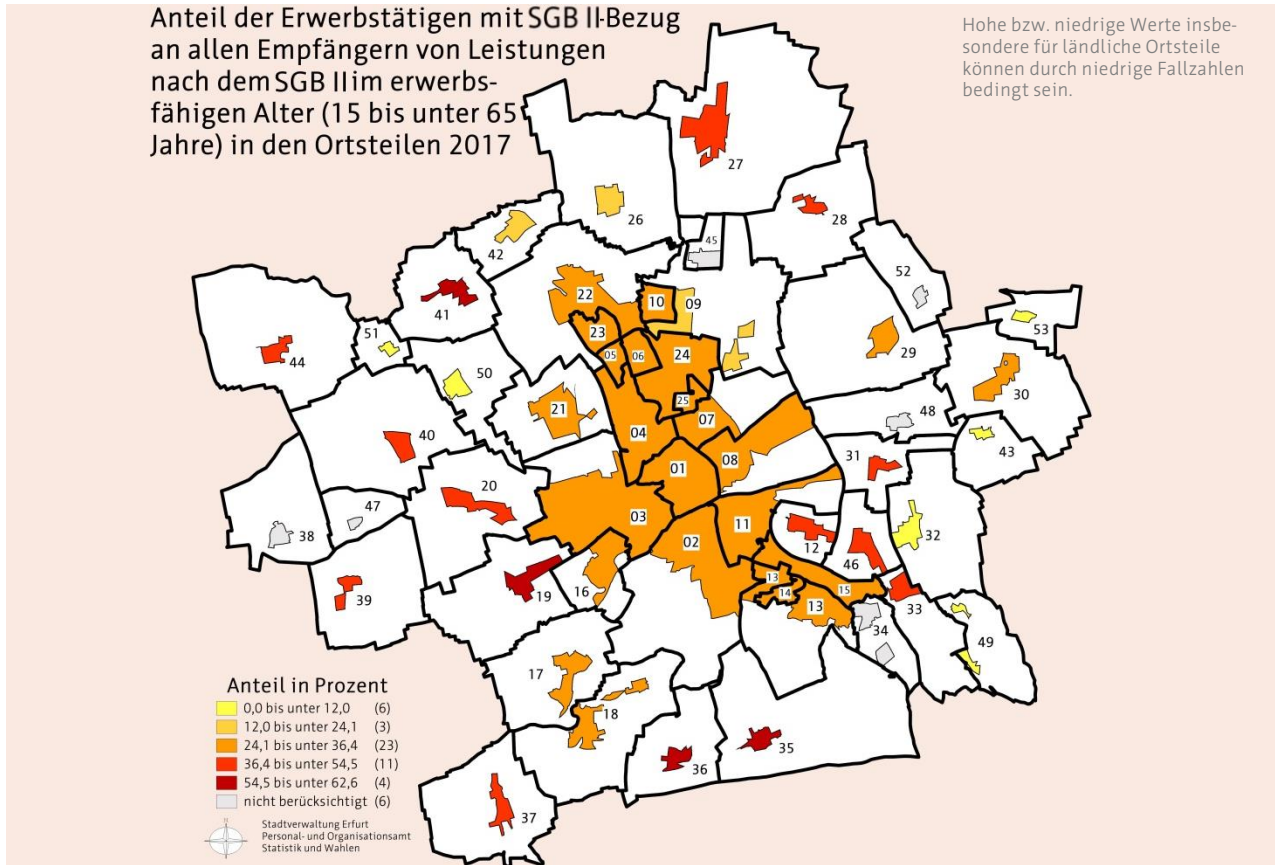 Anteil der Erwerbstätigen mit SGB II-Bezug
an allen Empfängern von Leistungen
nach dem SGB II im erwerbs-
fähigen Alter (15 bis unter 65
Jahre) in den Ortsteilen 2017
Hohe bzw. niedrige Werte insbe-
sondere für ländliche Ortsteile
können durch niedrige Fallzahlen
bedingt sein.
27
26
28
45
42
52
22
10
09
41
53
51
23
44
05
06
24
29
50
30
25
21
48
07
40
04
43
31
08
01
20
47
38
03
11
32
02
12
46
13
39
16
19
14
15
13
33
34
49
17
18
35
36
37
Anteil in Prozent
0,0 bis unter 12,0 (6)
12,0 bis unter 24,1 (3)
24,1 bis unter 36,4 (23)
36,4 bis unter 54,5 (11)
54,5 bis unter 62,6 (4)
nicht berücksichtigt (6)
N
Stadtverwaltung Erfurt
Personal- und Organisationsamt
Statistik und Wahlen